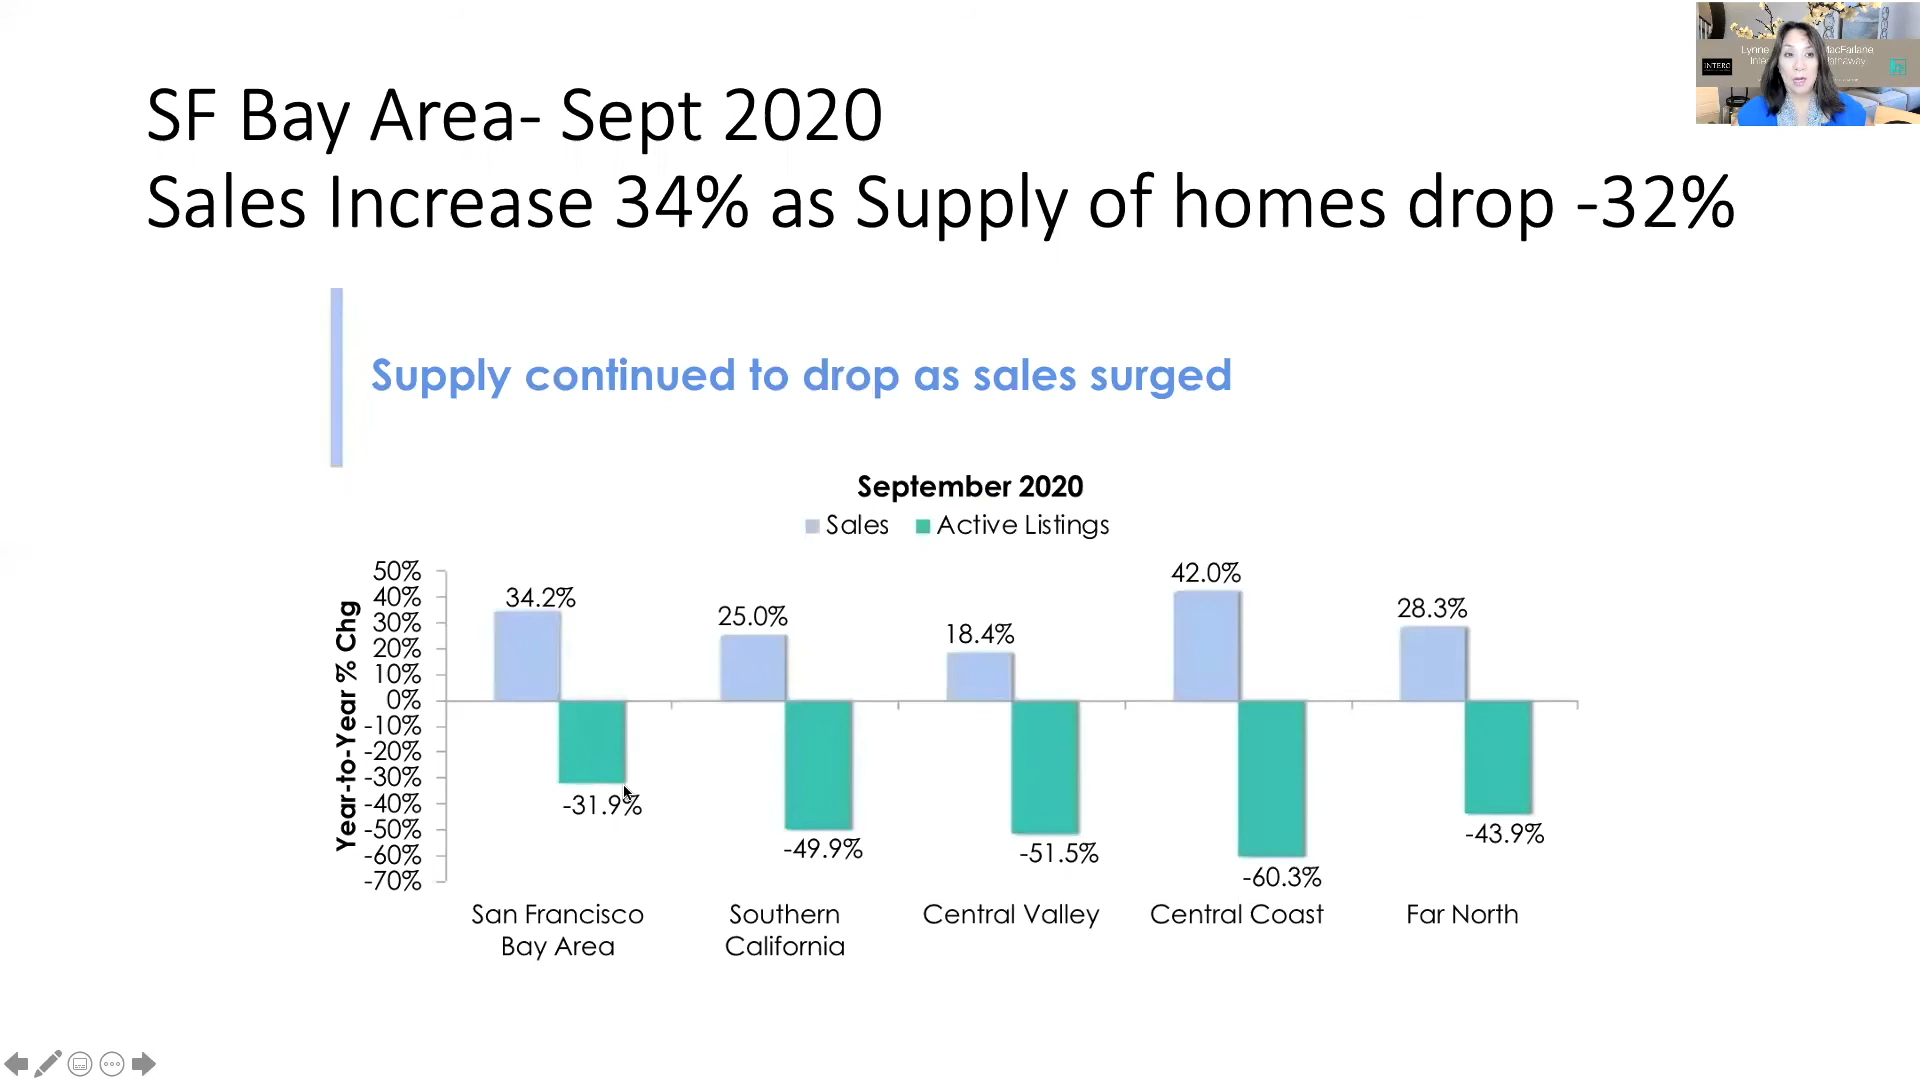 SF Bay Area- Sept 2020
Sales Increase 34% as Supply of homes drop -32%
Lynne MacFarlane
INTERO
Supply continued to drop as sales surged
September 2020
Sales Active Listings
Year-to-Year % Chg
50%
40%
30%
20%
10%
0%
-10%
-20%
-30%
-40%
-50%
-60%
-70%
34.2%
-31.9%
25.0%
-49.9%
18.4%
-51.5%
42.0%
-60.3%
28.3%
-43.9%
San Francisco
Bay Area
Southern
California
Central Valley
Central Coast
Far North